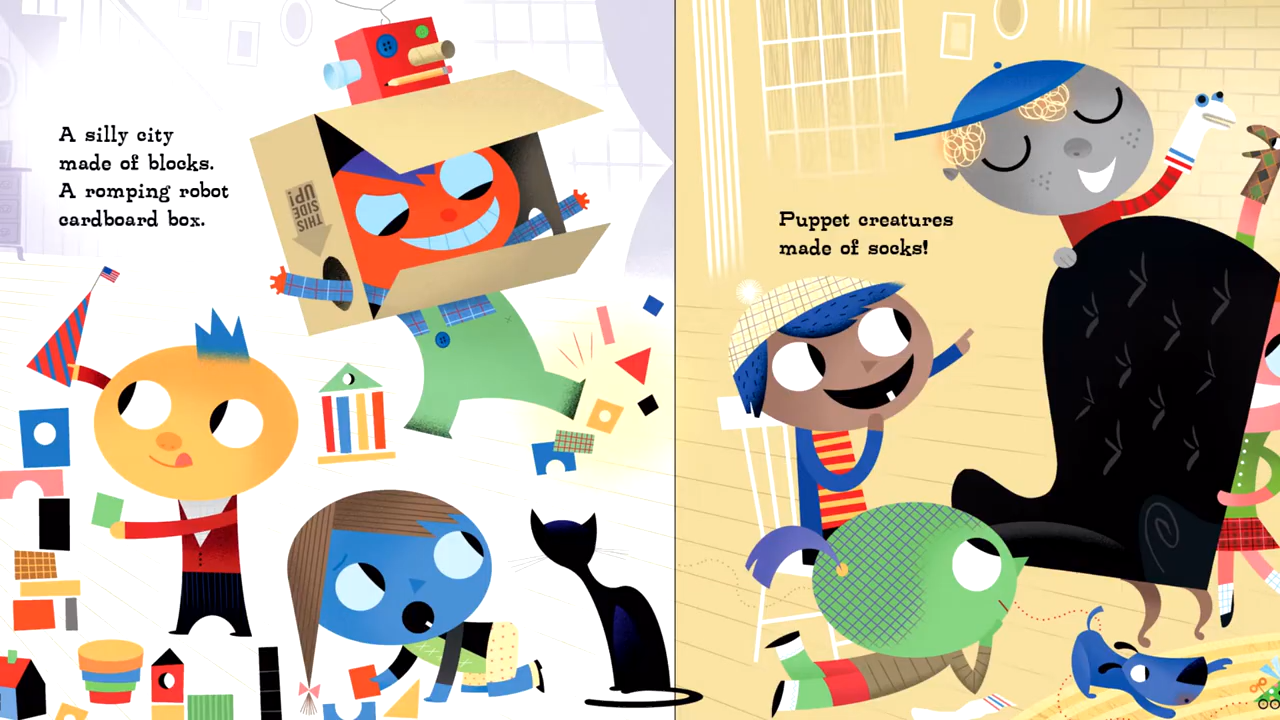 A silly city
made of blocks.
A romping robot
cardboard box.
THIS
SIDE
UP!
Puppet creatures
made of socks!